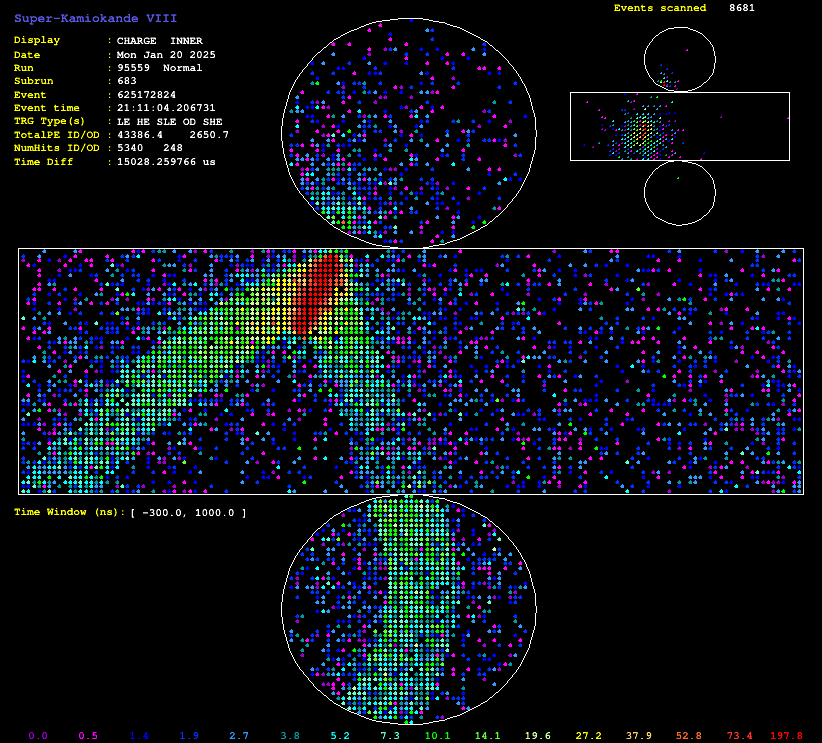 Super-Kamiokande VIII
Events scanned 8681
Display : CHARGE INNER
Date : Mon Jan 20 2025
Run : 95559 Normal
Subrun : 683
Event : 625172824
Event time : 21:11:04.206731
TRG Type(s) : LE HE SLE OD SHE
TotalPE ID/OD : 43386.4 2650.7
NumHits ID/OD : 5340 248
Time Diff : 15028.259766 us
Time Window (ns): [ -300.0, 1000.0 ]
0.0 0.5 1.4 1.9 2.7 3.8 5.2 7.3 10.1 14.1 19.6 27.2 37.9 52.8 73.4 197.8